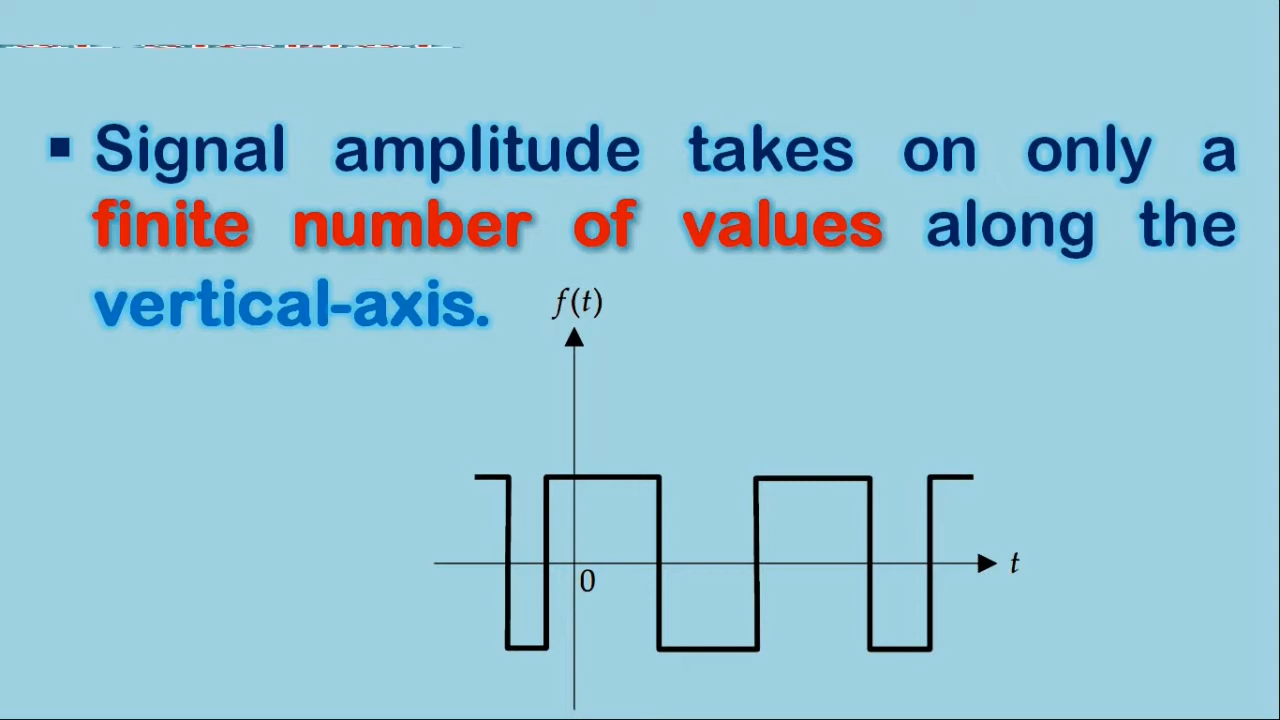 ▪ Signal amplitude takes on only a
finite number of values along the
vertical-axis.
f(t)
0
t